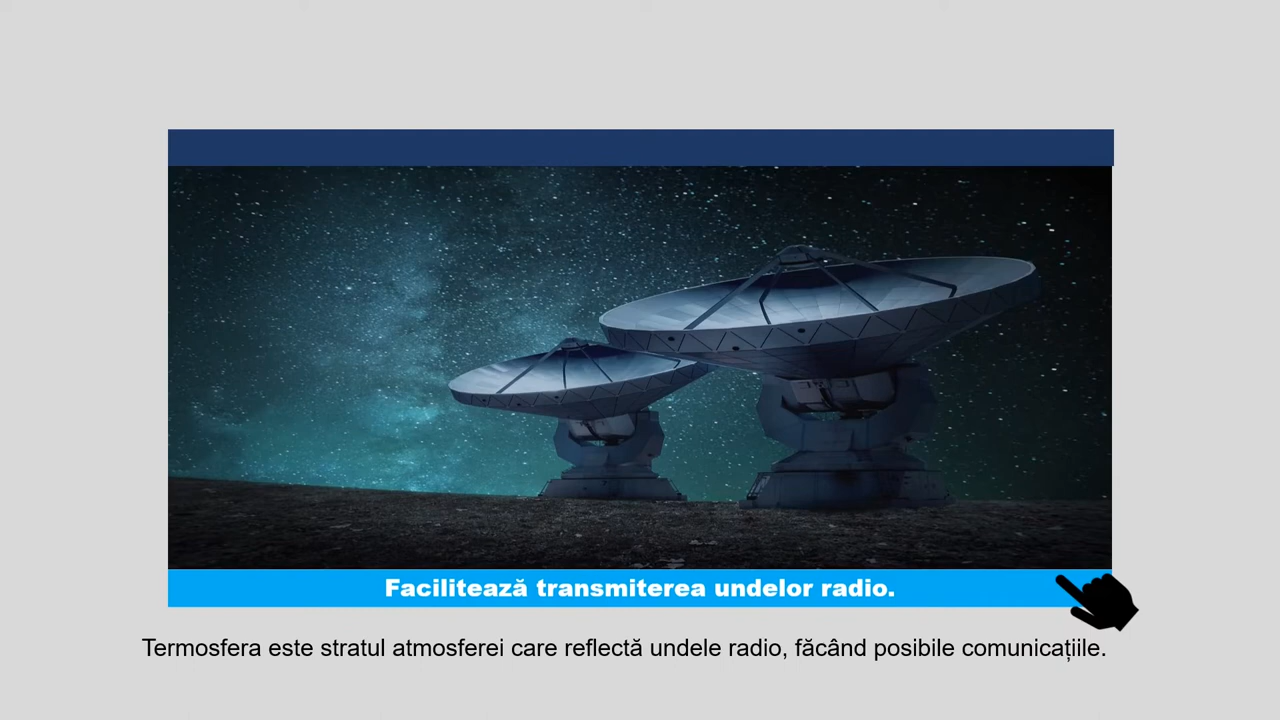 Facilitează transmiterea undelor radio.
Termosfera este stratul atmosferei care reflectă undele radio, făcând posibile comunicațiile.